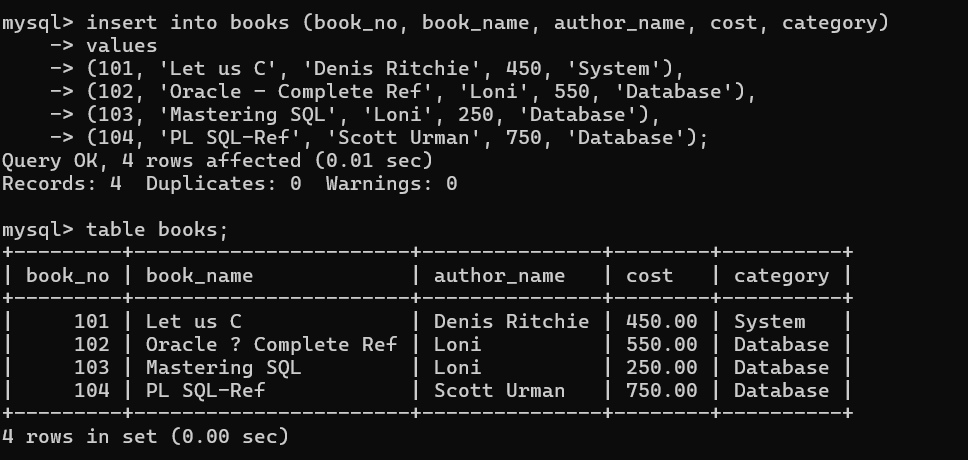 mysql> insert into books (book_no, book_name, author_name, cost, category)
    -> values
    -> (101, 'Let us C', 'Denis Ritchie', 450, 'System'),
    -> (102, 'Oracle – Complete Ref', 'Loni', 550, 'Database'),
    -> (103, 'Mastering SQL', 'Loni', 250, 'Database'),
    -> (104, 'PL SQL-Ref', 'Scott Urman', 750, 'Database');
Query OK, 4 rows affected (0.01 sec)
Records: 4  Duplicates: 0  Warnings: 0

mysql> table books;
+---------+-----------------------+---------------+--------+----------+
| book_no | book_name             | author_name   | cost   | category |
+---------+-----------------------+---------------+--------+----------+
|     101 | Let us C              | Denis Ritchie | 450.00 | System   |
|     102 | Oracle ? Complete Ref | Loni          | 550.00 | Database |
|     103 | Mastering SQL         | Loni          | 250.00 | Database |
|     104 | PL SQL-Ref            | Scott Urman   | 750.00 | Database |
+---------+-----------------------+---------------+--------+----------+
4 rows in set (0.00 sec)